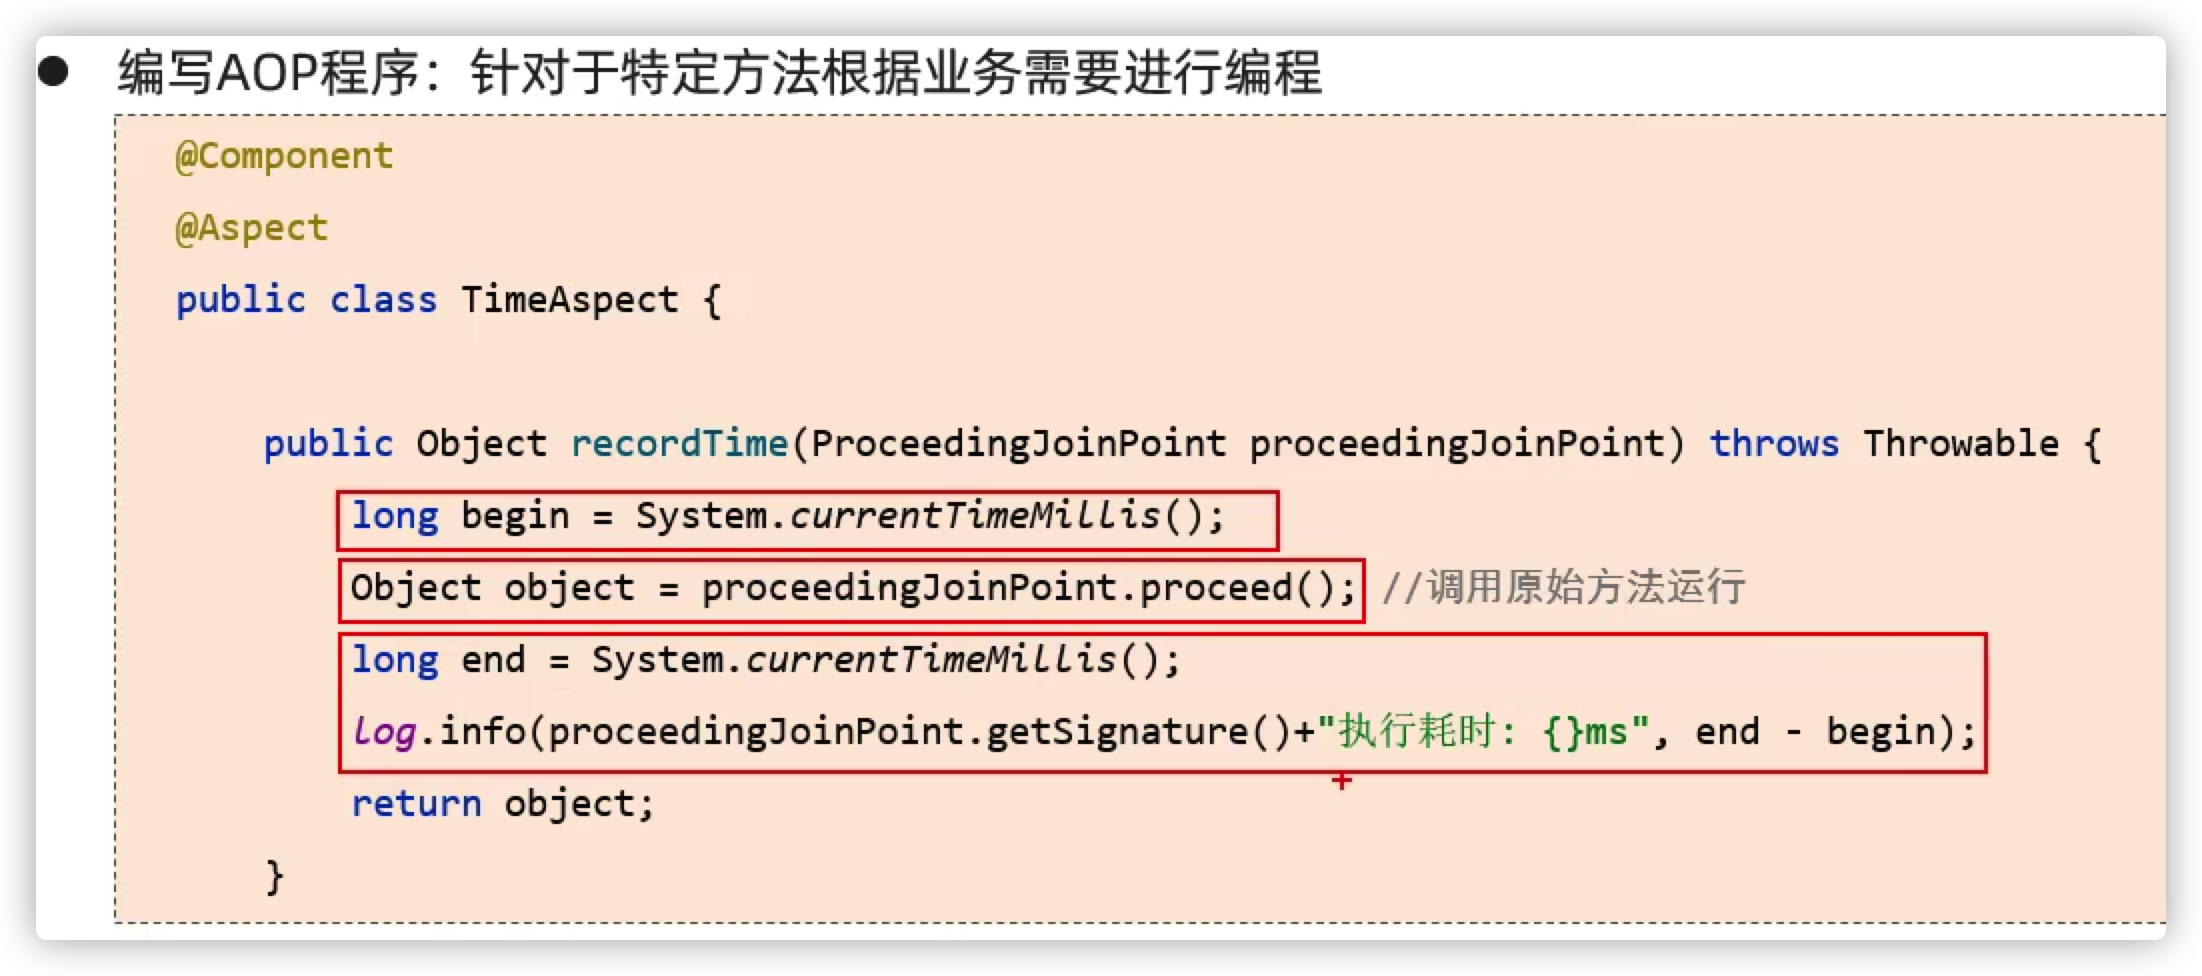 ● 编写AOP程序：针对于特定方法根据业务需要进行编程
@Component
@Aspect
public class TimeAspect {
public Object recordTime(ProceedingJoinPoint proceedingJoinPoint) throws Throwable {
long begin = System.currentTimeMillis();
Object object = proceedingJoinPoint.proceed(); //调用原始方法运行
long end = System.currentTimeMillis();
log.info(proceedingJoinPoint.getSignature()+"执行耗时: {}ms", end - begin);
return object;
}